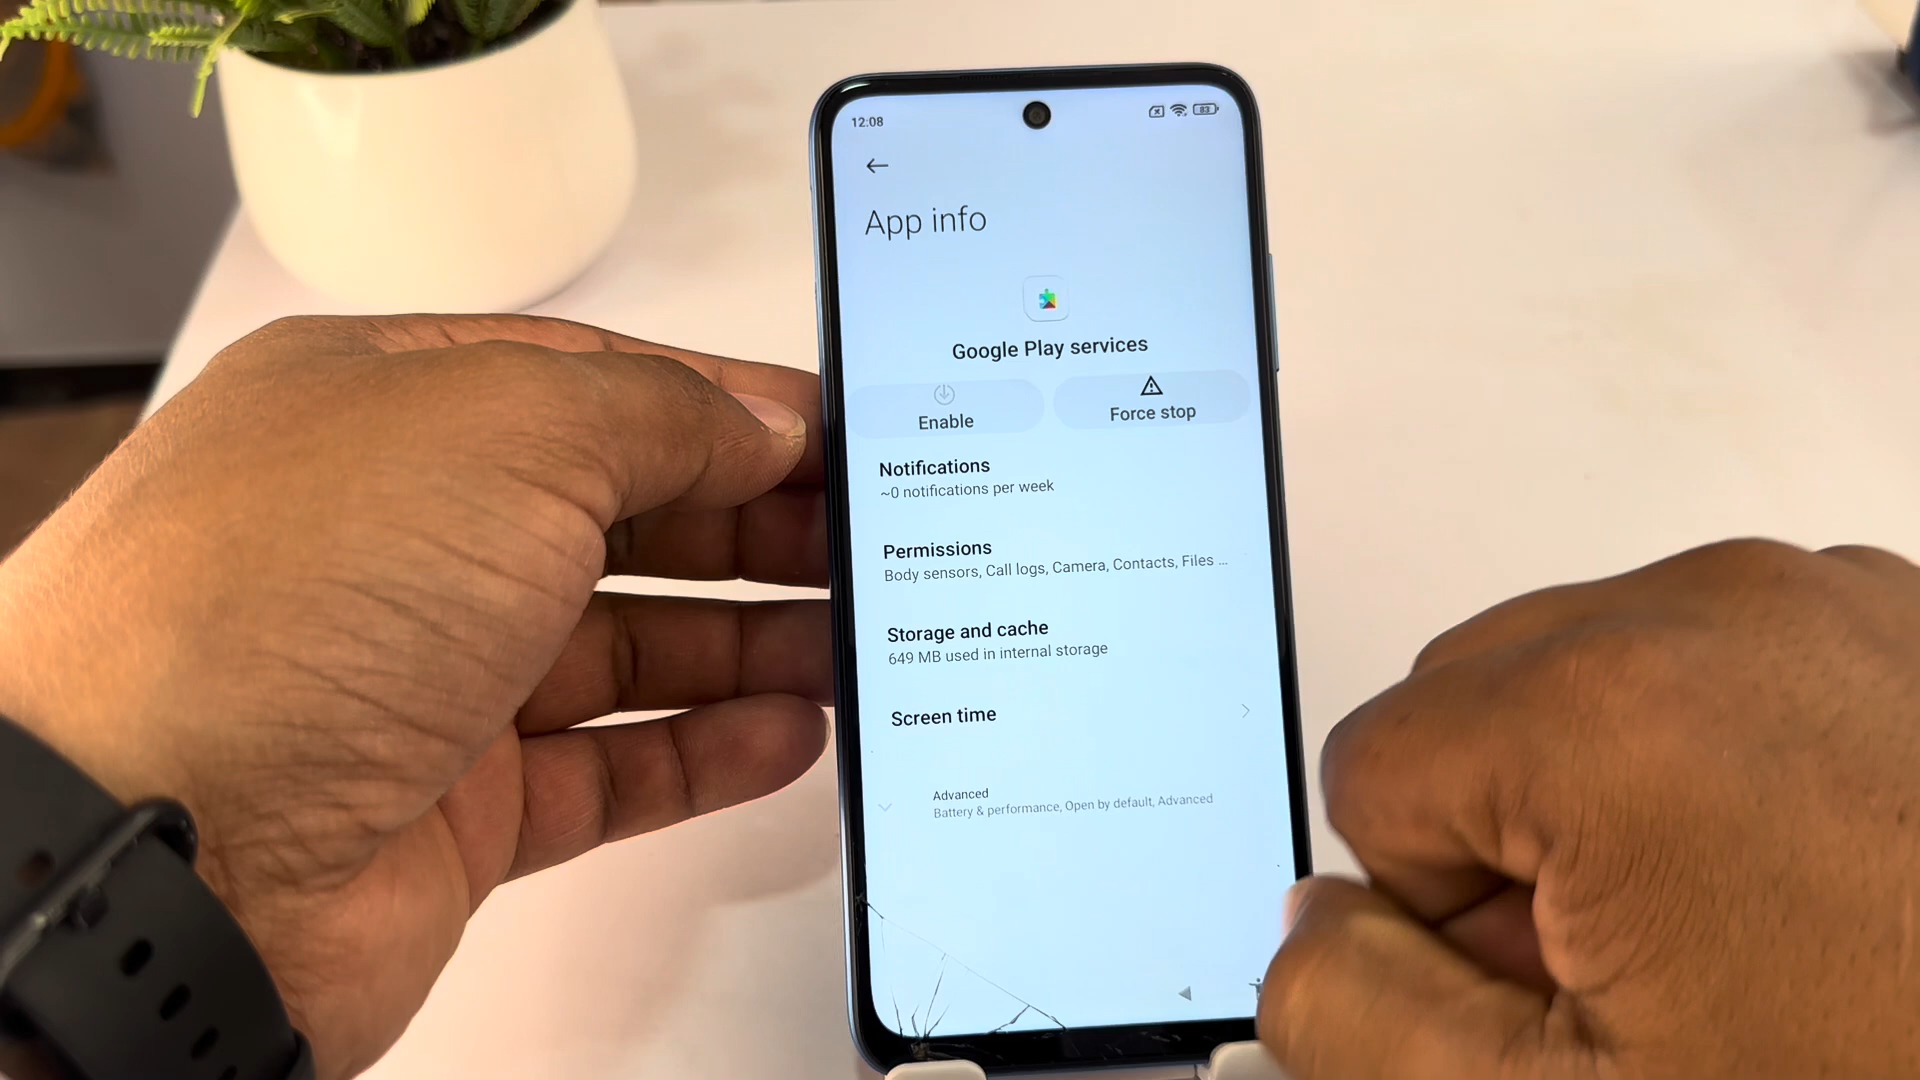 12:08
83
App info
Google Play services
Enable
Force stop
Notifications
~0 notifications per week
Permissions
Body sensors, Call logs, Camera, Contacts, Files ...
Storage and cache
649 MB used in internal storage
Screen time
Advanced
Battery & performance, Open by default, Advanced